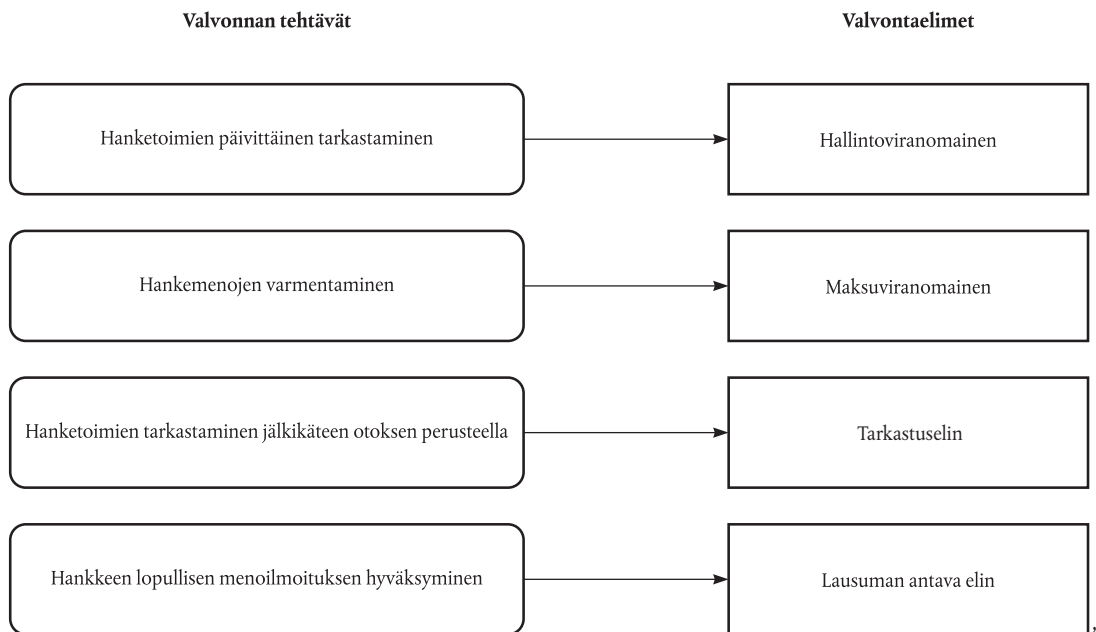 Valvonnan tehtävät
Valvontaelimet
Hanketoimien päivittäinen tarkastaminen
Hallintoviranomainen
Hankemenojen varmentaminen
Maksuviranomainen
Hanketoimien tarkastaminen jälkikäteen otoksen perusteella
Tarkastuselin
Hankkeen lopullisen menoilmoituksen hyväksyminen
Lausuman antava elin
,